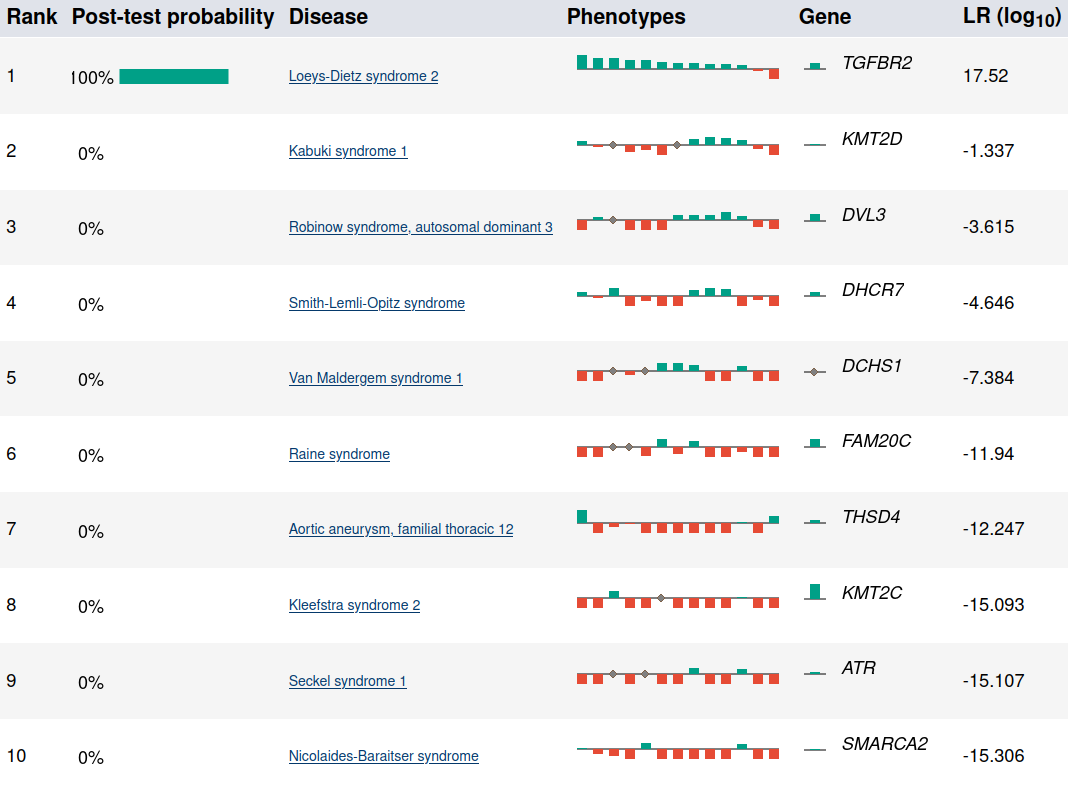 Rank Post-test probability Disease Phenotypes Gene LR (log10)
1 100% Loeys-Dietz syndrome 2 TGFBR2 17.52
2 0% Kabuki syndrome 1 KMT2D -1.337
3 0% Robinow syndrome, autosomal dominant 3 DVL3 -3.615
4 0% Smith-Lemli-Opitz syndrome DHCR7 -4.646
5 0% Van Maldergem syndrome 1 DCHS1 -7.384
6 0% Raine syndrome FAM20C -11.94
7 0% Aortic aneurysm, familial thoracic 12 THSD4 -12.247
8 0% Kleefstra syndrome 2 KMT2C -15.093
9 0% Seckel syndrome 1 ATR -15.107
10 0% Nicolaides-Baraitser syndrome SMARCA2 -15.306